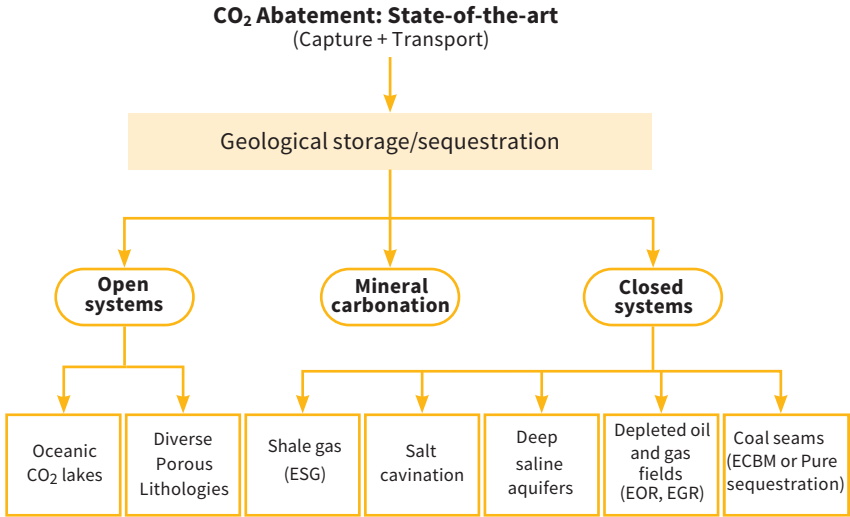 CO₂ Abatement: State-of-the-art
(Capture + Transport)
Geological storage/sequestration
Open
systems
Mineral
carbonation
Closed
systems
Oceanic
CO₂ lakes
Diverse
Porous
Lithologies
Shale gas
(ESG)
Salt
cavination
Deep
saline
aquifers
Depleted oil
and gas
fields
(EOR, EGR)
Coal seams
(ECBM or Pure
sequestration)